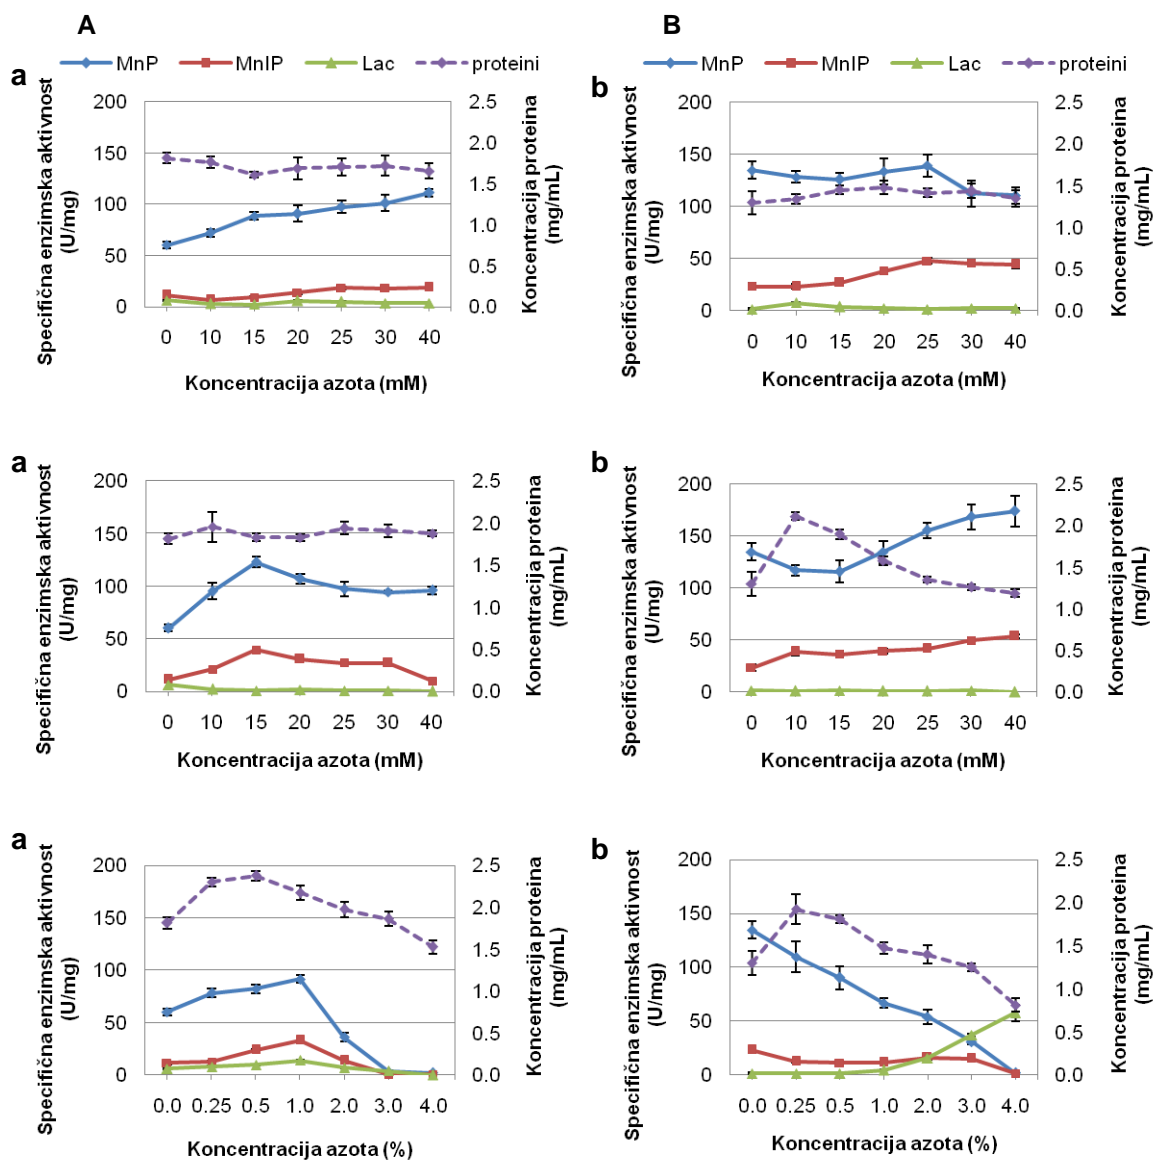 A
B
MnP MnIP Lac proteini
MnP MnIP Lac proteini
a
Specifična enzimska aktivnost
(U/mg)
200
150
100
50
0
2.5
2.0
1.5
1.0
0.5
0.0
Koncentracija proteina
(mg/mL)
0 10 15 20 25 30 40
Koncentracija azota (mM)
b
Specifična enzimska aktivnost
(U/mg)
200
150
100
50
0
2.5
2.0
1.5
1.0
0.5
0.0
Koncentracija proteina
(mg/mL)
0 10 15 20 25 30 40
Koncentracija azota (mM)
a
Specifična enzimska aktivnost
(U/mg)
200
150
100
50
0
2.5
2.0
1.5
1.0
0.5
0.0
Koncentracija proteina
(mg/mL)
0 10 15 20 25 30 40
Koncentracija azota (mM)
b
Specifična enzimska aktivnost
(U/mg)
200
150
100
50
0
2.5
2.0
1.5
1.0
0.5
0.0
Koncentracija proteina
(mg/mL)
0 10 15 20 25 30 40
Koncentracija azota (mM)
a
Specifična enzimska aktivnost
(U/mg)
200
150
100
50
0
2.5
2.0
1.5
1.0
0.5
0.0
Koncentracija proteina
(mg/mL)
0.0 0.25 0.5 1.0 2.0 3.0 4.0
Koncentracija azota (%)
b
Specifična enzimska aktivnost
(U/mg)
200
150
100
50
0
2.5
2.0
1.5
1.0
0.5
0.0
Koncentracija proteina
(mg/mL)
0.0 0.25 0.5 1.0 2.0 3.0 4.0
Koncentracija azota (%)